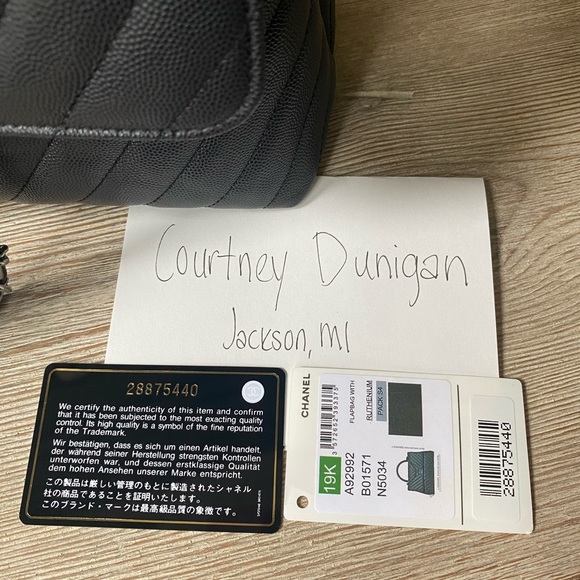 Courtney Dunigan
Jackson, MI
28875440
We certify the authenticity of this item and confirm
that it has been subjected to the most exacting quality
control. Its high quality is a symbol of the fine reputation
of the Trademark.
Wir bestätigen, dass es sich um einen Artikel handelt,
der während seiner Herstellung strengsten Kontrollen
unterworfen war, und dessen erstklassige Qualität
dem hohen Ansehen unserer Marke entspricht.
この製品は厳しい管理のもとに製造されたシャネル
社の商品であることを証明いたします。
このブランド・マークは最高級品質の象徴です。
CHANEL
19K
A92992
B01571
N5034
FLAPBAG WITH
RUTHENIUM
PACK S4
28875440